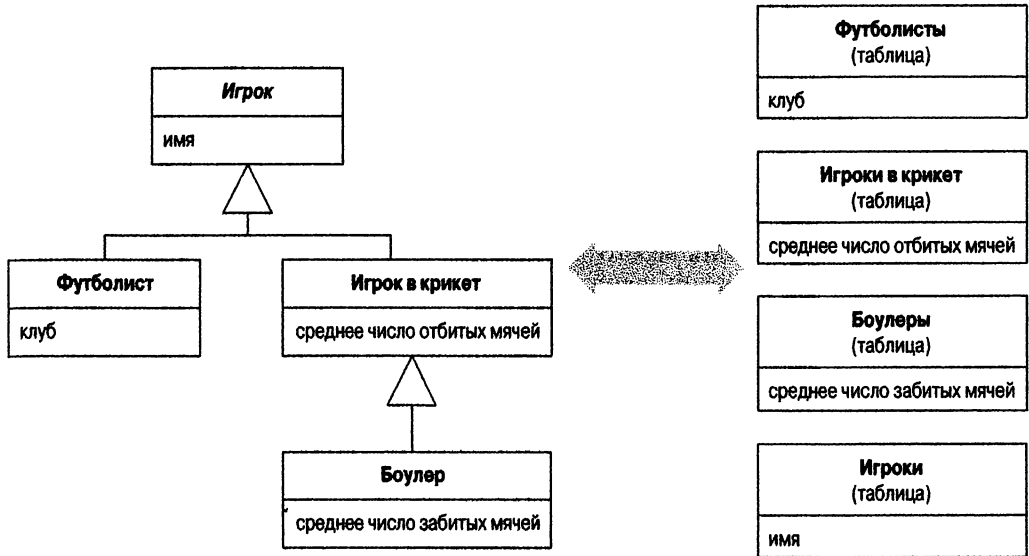 Игрок
имя
Футболист
клуб
Игрок в крикет
среднее число отбитых мячей
Боулер
среднее число забитых мячей
Футболисты
(таблица)
клуб
Игроки в крикет
(таблица)
среднее число отбитых мячей
Боулеры
(таблица)
среднее число забитых мячей
Игроки
(таблица)
имя